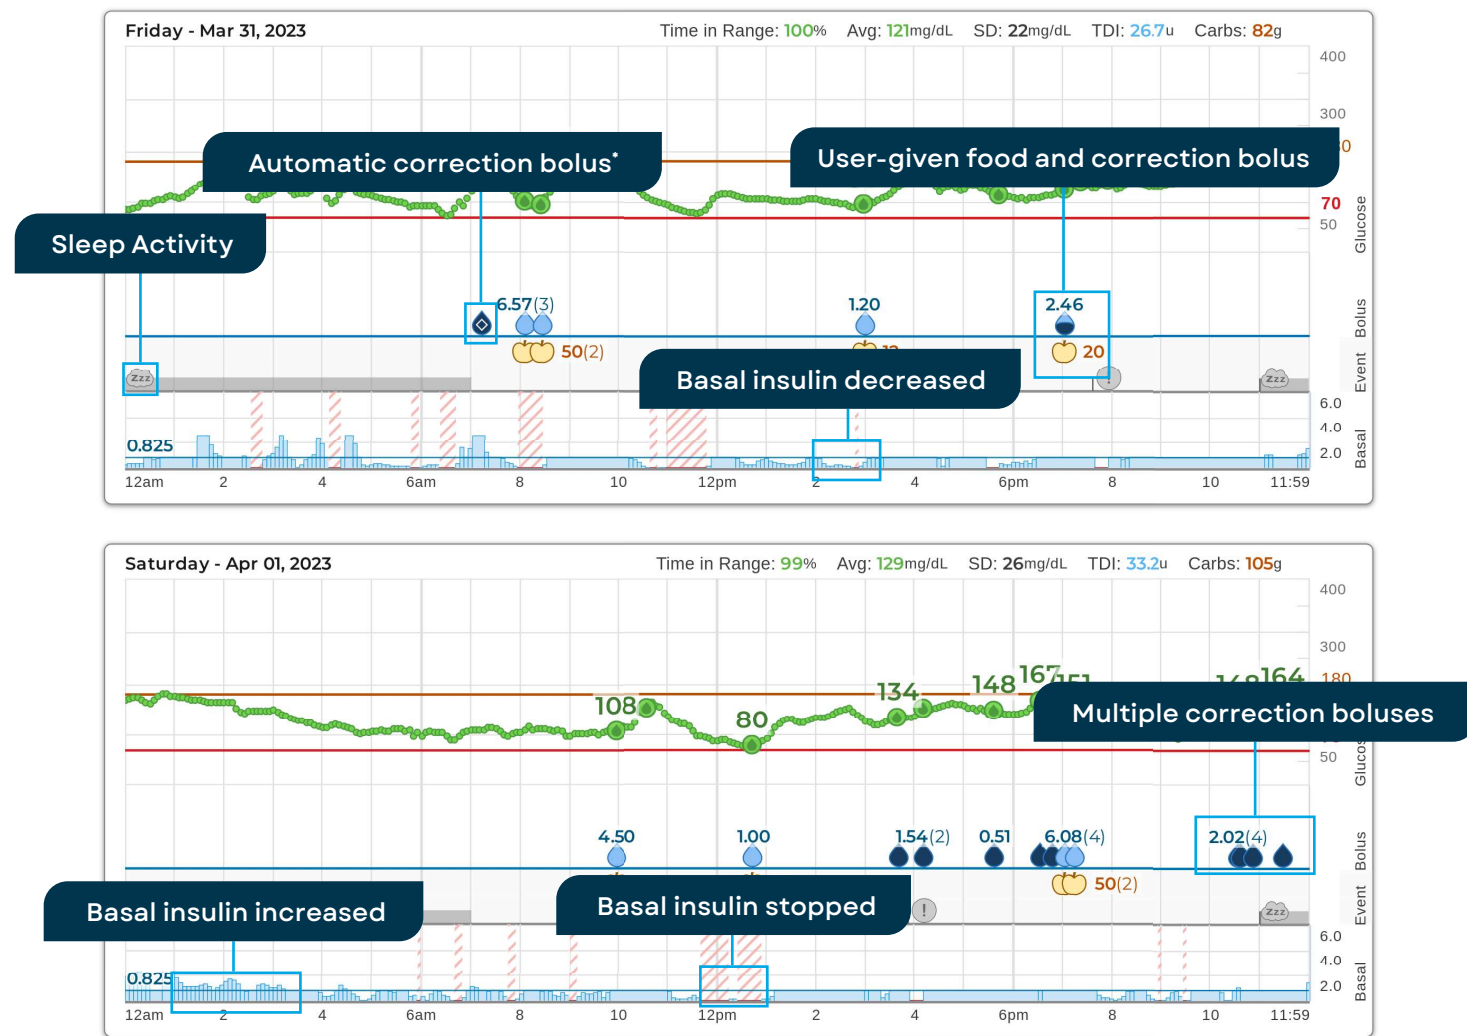 Friday - Mar 31, 2023 Time in Range: 100% Avg: 121mg/dL SD: 22mg/dL TDI: 26.7u Carbs: 82g
400
300
Automatic correction bolus*
User-given food and correction bolus
70
50
Glucose
Sleep Activity
6.57(3) 1.20 2.46
Bolus
50(2) 20
Basal insulin decreased
zzz zzz
!
Event
6.0
4.0
2.0
Basal
0.825
12am 2 4 6am 8 10 12pm 2 4 6pm 8 10 11:59
Saturday - Apr 01, 2023 Time in Range: 99% Avg: 129mg/dL SD: 26mg/dL TDI: 33.2u Carbs: 105g
400
300
180
108 80 134 148 167 151 148 164
Multiple correction boluses
50
4.50 1.00 1.54(2) 0.51 6.08(4) 2.02(4)
Bolus
50(2)
Basal insulin increased
Basal insulin stopped
!
zzz
Event
6.0
4.0
2.0
Basal
0.825
12am 2 4 6am 8 10 12pm 2 4 6pm 8 10 11:59